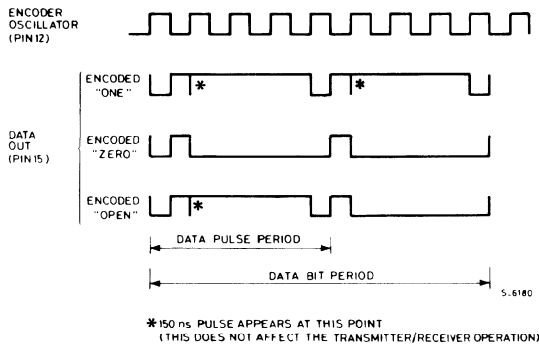 ENCODER
OSCILLATOR
(PIN 12)
DATA
OUT
(PIN 15)
ENCODED
"ONE"
*
*
ENCODED
"ZERO"
ENCODED
"OPEN"
*
DATA PULSE PERIOD
DATA BIT PERIOD
S-6180
* 150 ns PULSE APPEARS AT THIS POINT
(THIS DOES NOT AFFECT THE TRANSMITTER/RECEIVER OPERATION)